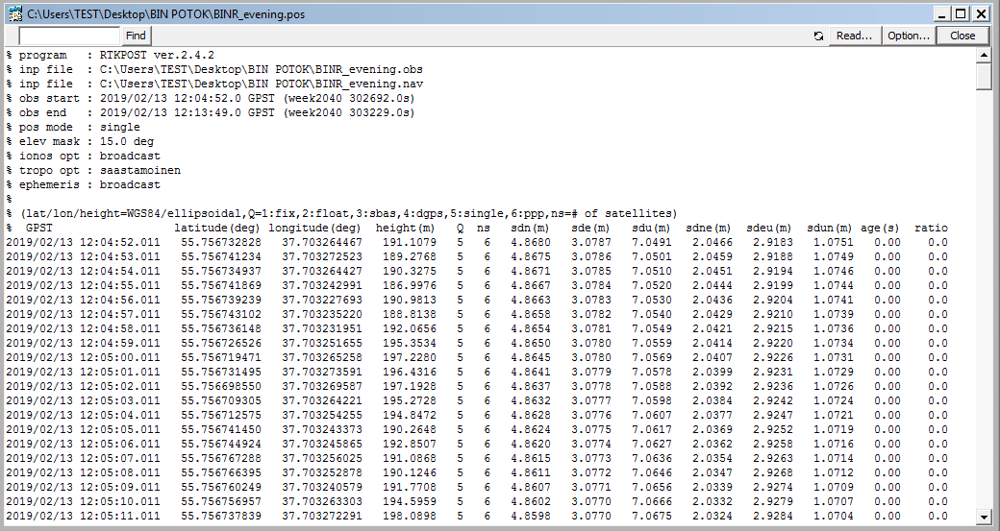 C:\Users\TEST\Desktop\BIN POTOK\BINR_evening.pos
Find Read... Option... Close
% program   : RTKPOST ver.2.4.2
% inp file  : C:\Users\TEST\Desktop\BIN POTOK\BINR_evening.obs
% inp file  : C:\Users\TEST\Desktop\BIN POTOK\BINR_evening.nav
% obs start : 2019/02/13 12:04:52.0 GPST (week2040 302692.0s)
% obs end   : 2019/02/13 12:13:49.0 GPST (week2040 303229.0s)
% pos mode  : single
% elev mask : 15.0 deg
% ionos opt : broadcast
% tropo opt : saastamoinen
% ephemeris : broadcast
%
% (lat/lon/height=WGS84/ellipsoidal,Q=1:fix,2:float,3:sbas,4:dgps,5:single,6:ppp,ns=# of satellites)
%  GPST                  latitude(deg) longitude(deg)  height(m)   Q  ns   sdn(m)   sde(m)   sdu(m)  sdne(m)  sdeu(m)  sdun(m) age(s)  ratio
2019/02/13 12:04:52.011   55.756732828   37.703264467   191.1079   5   6   4.8680   3.0787   7.0491   2.0466   2.9183   1.0751   0.00    0.0
2019/02/13 12:04:53.011   55.756741234   37.703272523   189.2768   5   6   4.8675   3.0786   7.0501   2.0459   2.9188   1.0749   0.00    0.0
2019/02/13 12:04:54.011   55.756734937   37.703264427   190.3275   5   6   4.8671   3.0785   7.0510   2.0451   2.9194   1.0746   0.00    0.0
2019/02/13 12:04:55.011   55.756741869   37.703242991   186.9976   5   6   4.8667   3.0784   7.0520   2.0444   2.9199   1.0744   0.00    0.0
2019/02/13 12:04:56.011   55.756739239   37.703227693   190.9813   5   6   4.8663   3.0783   7.0530   2.0436   2.9204   1.0741   0.00    0.0
2019/02/13 12:04:57.011   55.756743102   37.703235220   188.8138   5   6   4.8658   3.0782   7.0540   2.0429   2.9210   1.0739   0.00    0.0
2019/02/13 12:04:58.011   55.756736148   37.703231951   192.0656   5   6   4.8654   3.0781   7.0549   2.0421   2.9215   1.0736   0.00    0.0
2019/02/13 12:04:59.011   55.756726526   37.703251655   195.3534   5   6   4.8650   3.0780   7.0559   2.0414   2.9220   1.0734   0.00    0.0
2019/02/13 12:05:00.011   55.756719471   37.703265258   197.2280   5   6   4.8645   3.0780   7.0569   2.0407   2.9226   1.0731   0.00    0.0
2019/02/13 12:05:01.011   55.756731495   37.703273591   196.4316   5   6   4.8641   3.0779   7.0578   2.0399   2.9231   1.0729   0.00    0.0
2019/02/13 12:05:02.011   55.756698550   37.703269587   197.1928   5   6   4.8637   3.0778   7.0588   2.0392   2.9236   1.0726   0.00    0.0
2019/02/13 12:05:03.011   55.756709305   37.703264221   195.2728   5   6   4.8632   3.0777   7.0598   2.0384   2.9242   1.0724   0.00    0.0
2019/02/13 12:05:04.011   55.756712575   37.703254255   194.8472   5   6   4.8628   3.0776   7.0607   2.0377   2.9247   1.0721   0.00    0.0
2019/02/13 12:05:05.011   55.756741450   37.703243373   190.2648   5   6   4.8624   3.0775   7.0617   2.0369   2.9252   1.0719   0.00    0.0
2019/02/13 12:05:06.011   55.756744924   37.703245865   192.8507   5   6   4.8620   3.0774   7.0627   2.0362   2.9258   1.0716   0.00    0.0
2019/02/13 12:05:07.011   55.756767288   37.703256025   191.0868   5   6   4.8615   3.0773   7.0636   2.0354   2.9263   1.0714   0.00    0.0
2019/02/13 12:05:08.011   55.756766395   37.703252878   190.1246   5   6   4.8611   3.0772   7.0646   2.0347   2.9268   1.0712   0.00    0.0
2019/02/13 12:05:09.011   55.756760249   37.703240579   191.7708   5   6   4.8607   3.0771   7.0656   2.0339   2.9274   1.0709   0.00    0.0
2019/02/13 12:05:10.011   55.756756957   37.703263303   194.5959   5   6   4.8602   3.0770   7.0666   2.0332   2.9279   1.0707   0.00    0.0
2019/02/13 12:05:11.011   55.756737839   37.703272291   198.0898   5   6   4.8598   3.0770   7.0675   2.0324   2.9284   1.0704   0.00    0.0